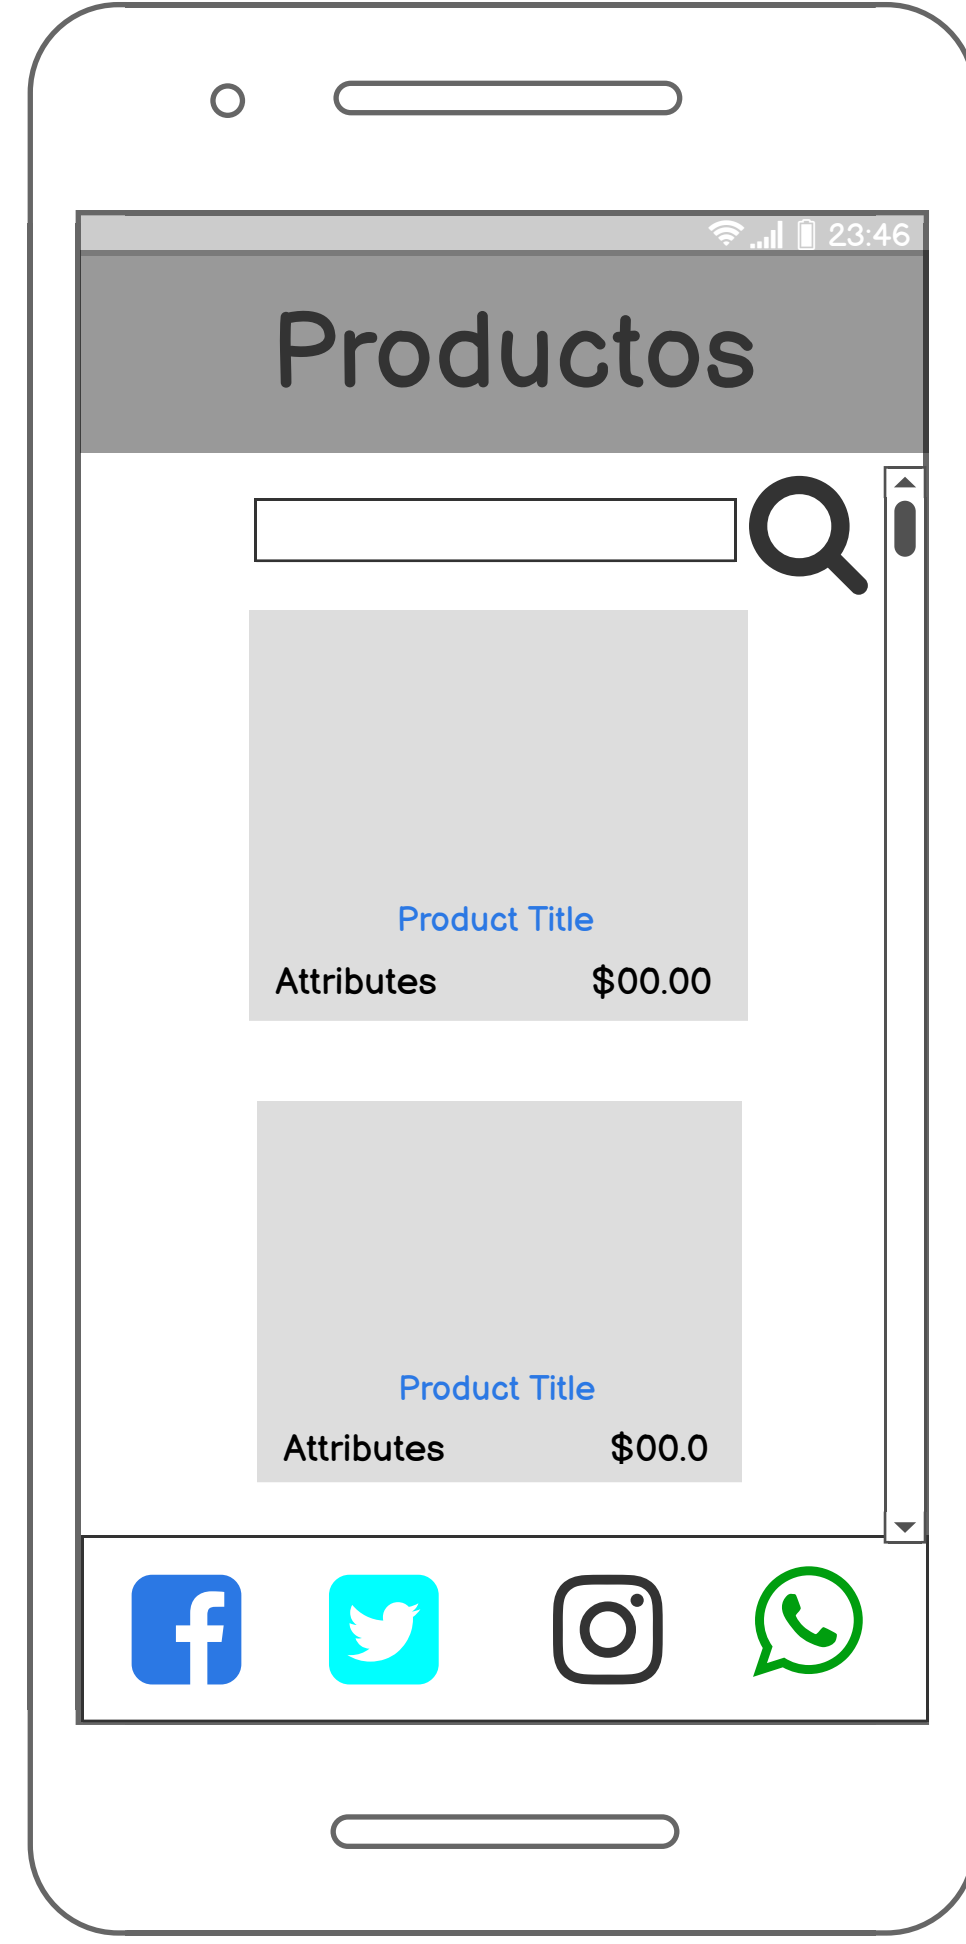 23:46
Productos
Product Title
Attributes $00.00
Product Title
Attributes $00.0